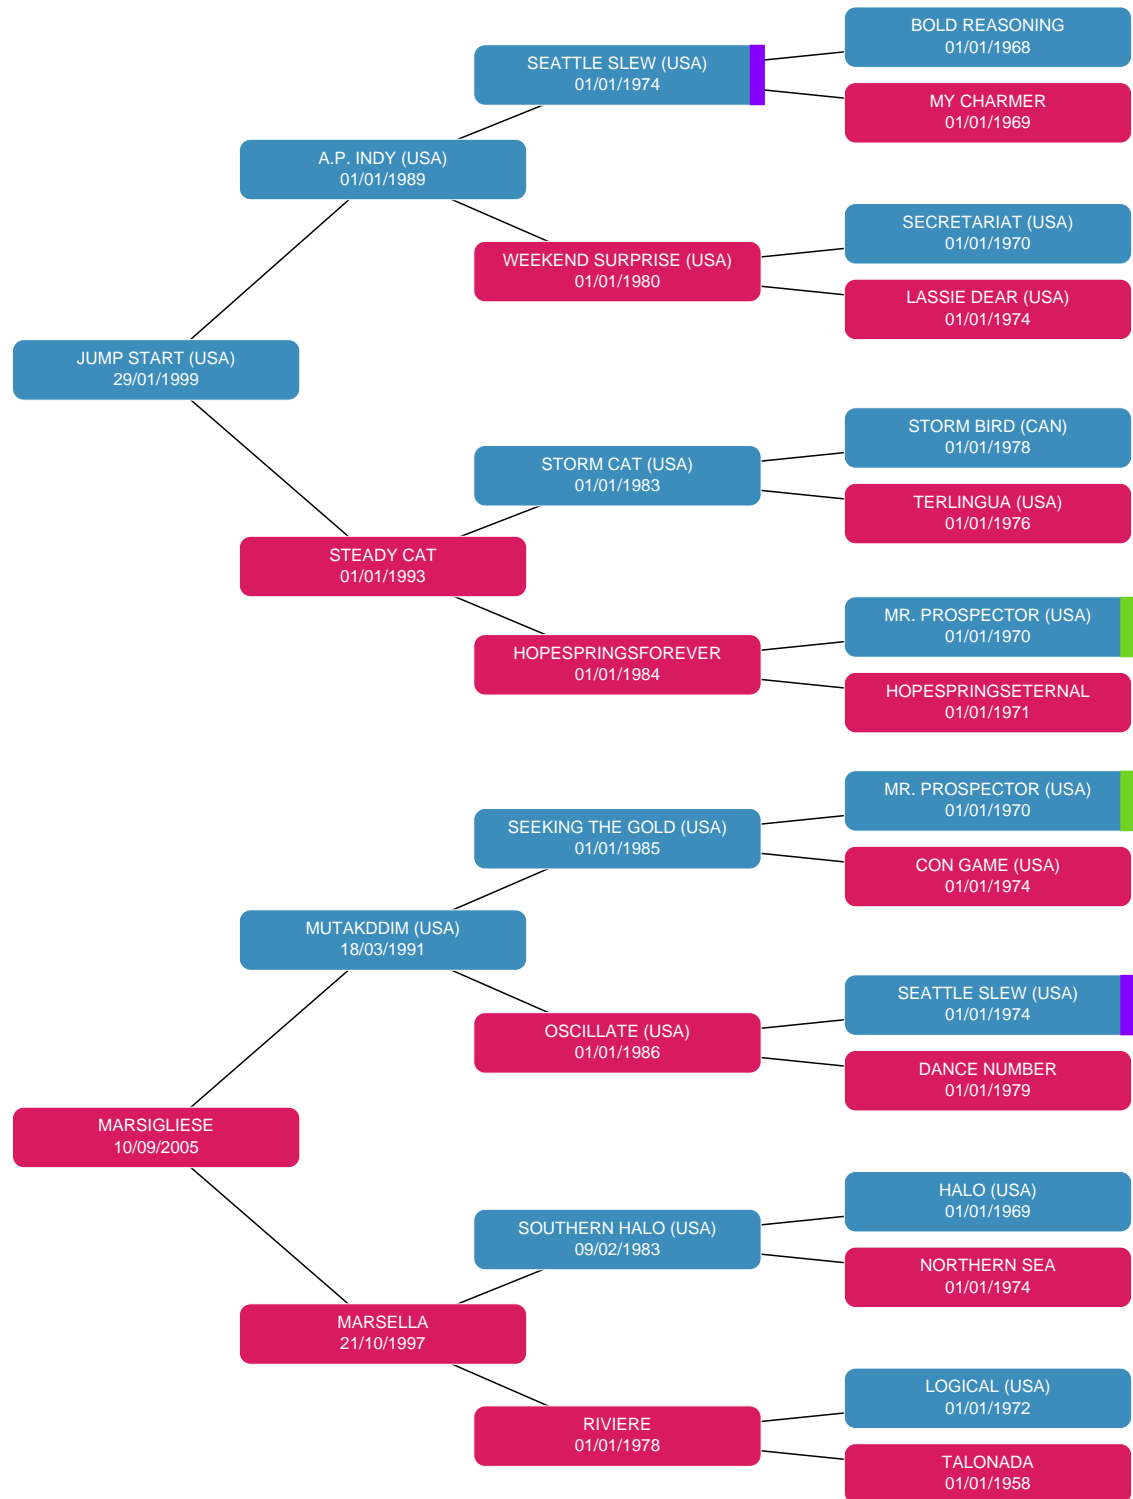 BOLD REASONING
01/01/1968
SEATTLE SLEW (USA)
01/01/1974
MY CHARMER
01/01/1969
A.P. INDY (USA)
01/01/1989
SECRETARIAT (USA)
01/01/1970
WEEKEND SURPRISE (USA)
01/01/1980
LASSIE DEAR (USA)
01/01/1974
JUMP START (USA)
29/01/1999
STORM BIRD (CAN)
01/01/1978
STORM CAT (USA)
01/01/1983
TERLINGUA (USA)
01/01/1976
STEADY CAT
01/01/1993
MR. PROSPECTOR (USA)
01/01/1970
HOPESPRINGSFOREVER
01/01/1984
HOPESPRINGSETERNAL
01/01/1971
MR. PROSPECTOR (USA)
01/01/1970
SEEKING THE GOLD (USA)
01/01/1985
CON GAME (USA)
01/01/1974
MUTAKDDIM (USA)
18/03/1991
SEATTLE SLEW (USA)
01/01/1974
OSCILLATE (USA)
01/01/1986
DANCE NUMBER
01/01/1979
MARSIGLIESE
10/09/2005
HALO (USA)
01/01/1969
SOUTHERN HALO (USA)
09/02/1983
NORTHERN SEA
01/01/1974
MARSELLA
21/10/1997
LOGICAL (USA)
01/01/1972
RIVIERE
01/01/1978
TALONADA
01/01/1958